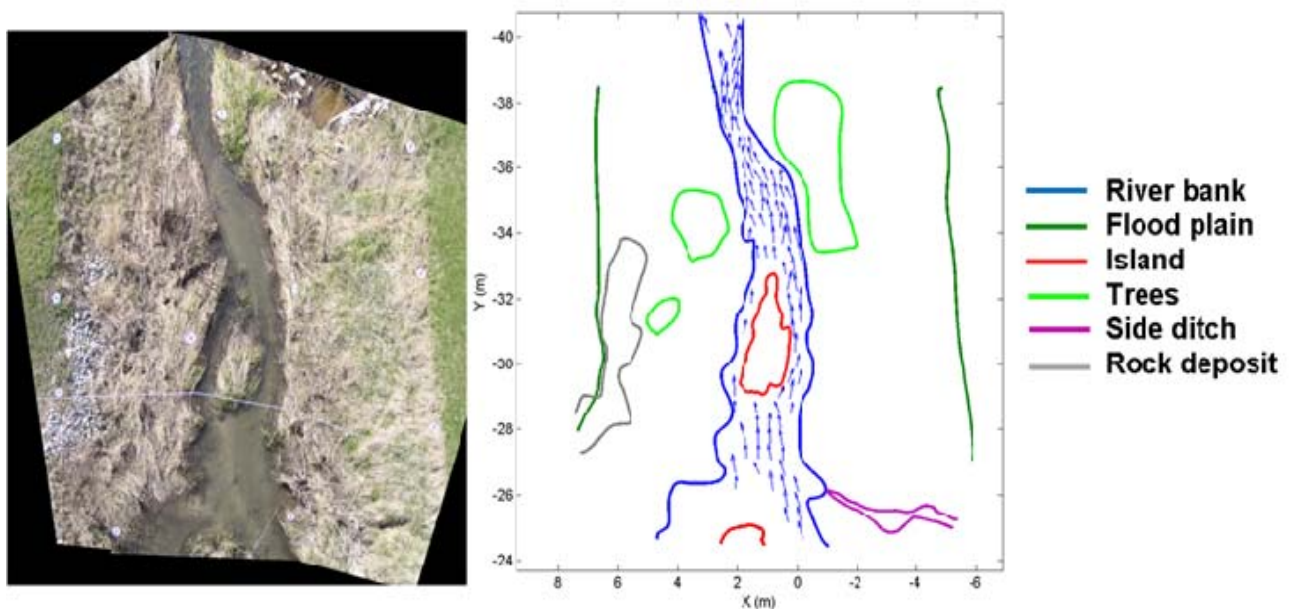 -40
-38
-36
-34
-32
-30
-28
-26
-24
Y (m)
8 6 4 2 0 -2 -4 -6
X (m)
River bank
Flood plain
Island
Trees
Side ditch
Rock deposit